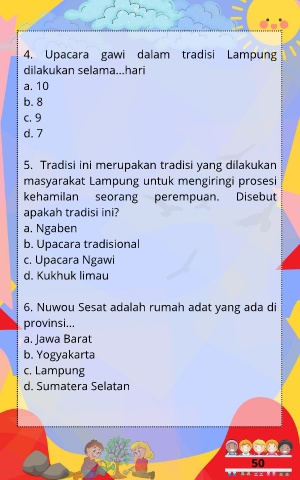 4. Upacara gawi dalam tradisi Lampung
dilakukan selama...hari
a. 10
b. 8
c. 9
d. 7
5. Tradisi ini merupakan tradisi yang dilakukan
masyarakat Lampung untuk mengiringi prosesi
kehamilan seorang perempuan. Disebut
apakah tradisi ini?
a. Ngaben
b. Upacara tradisional
c. Upacara Ngawi
d. Kukhuk limau
6. Nuwou Sesat adalah rumah adat yang ada di
provinsi...
a. Jawa Barat
b. Yogyakarta
c. Lampung
d. Sumatera Selatan
50